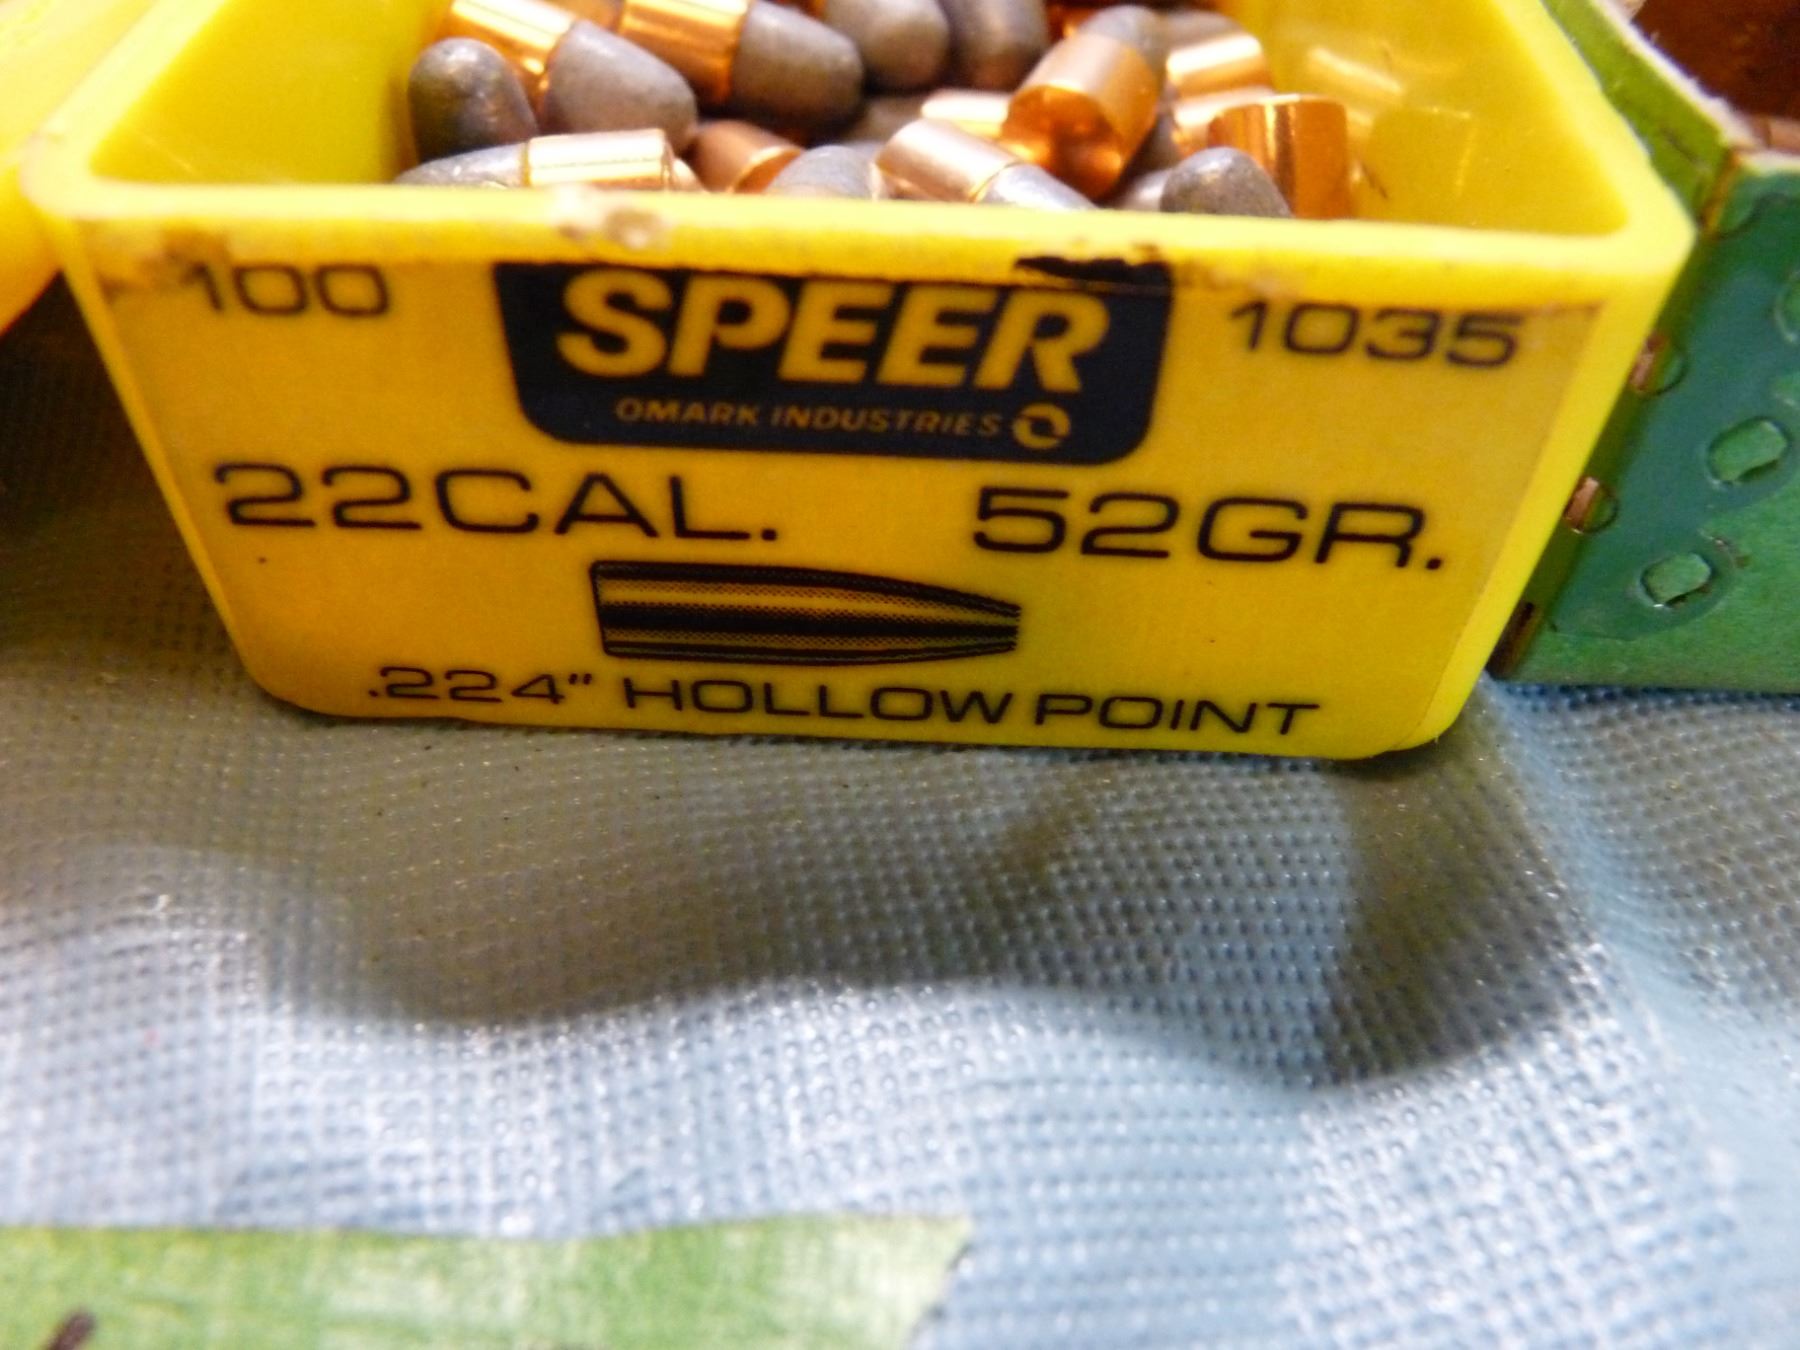 100 SPEER 1035
OMARK INDUSTRIES
22CAL. 52GR.
.224" HOLLOW POINT